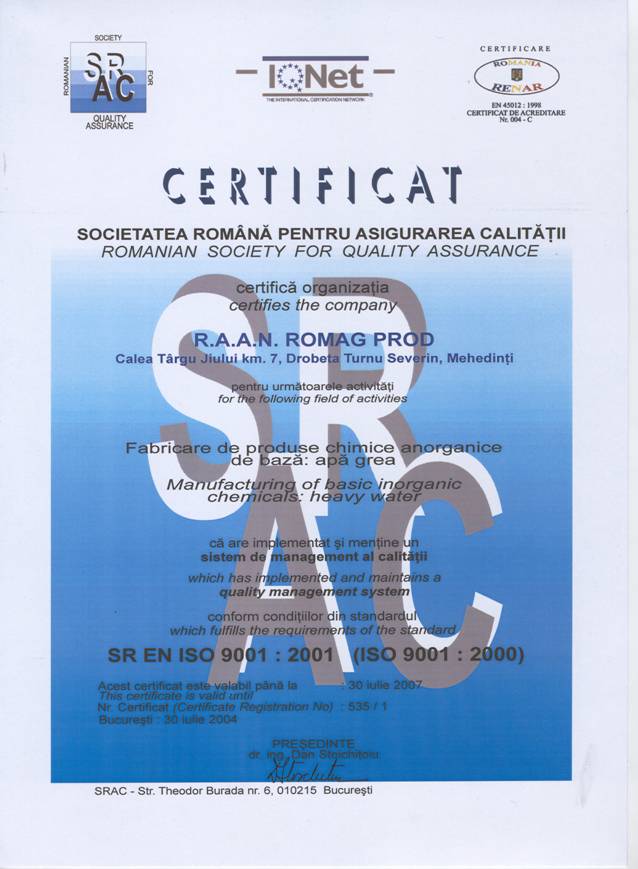 SOCIETY
ROMANIAN
SRAC
FOR
QUALITY
ASSURANCE
IQNet
THE INTERNATIONAL CERTIFICATION NETWORK
CERTIFICARE
ROMANIA
RENAR
EN 45012 : 1998
CERTIFICAT DE ACREDITARE
Nr. 004 - C
CERTIFICAT
SOCIETATEA ROMÂNĂ PENTRU ASIGURAREA CALITĂŢII
ROMANIAN SOCIETY FOR QUALITY ASSURANCE
SRAC
certifică organizaţia
certifies the company
R.A.A.N. ROMAG PROD
Calea Târgu Jiului km. 7, Drobeta Turnu Severin, Mehedinţi
pentru următoarele activităţi
for the following field of activities
Fabricare de produse chimice anorganice
de bază: apă grea
Manufacturing of basic inorganic
chemicals: heavy water
că are implementat şi menţine un
sistem de management al calităţii
which has implemented and maintains a
quality management system
conform condiţiilor din standardul
which fulfills the requirements of the standard
SR EN ISO 9001 : 2001 (ISO 9001 : 2000)
Acest certificat este valabil până la : 30 iulie 2007
This certificate is valid until
Nr. Certificat (Certificate Registration No) : 535 / 1
Bucureşti : 30 iulie 2004
PREŞEDINTE
dr. ing. Dan Stoichiţoiu
SRAC - Str. Theodor Burada nr. 6, 010215 Bucureşti